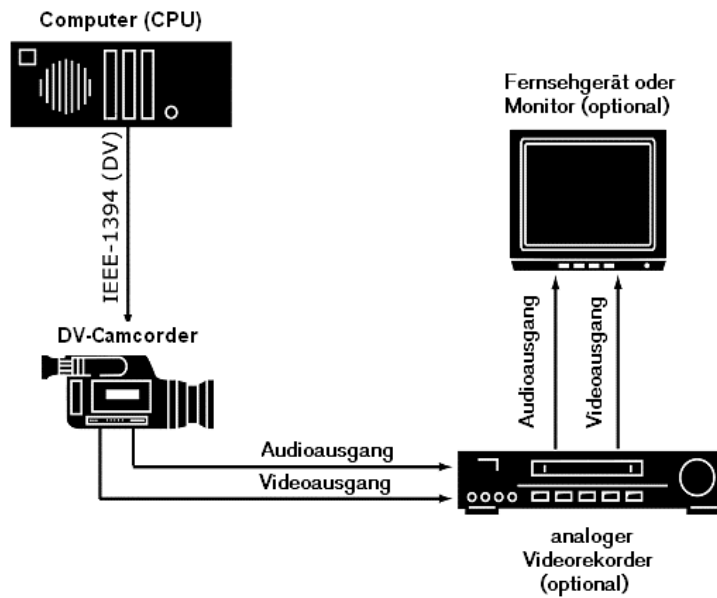 Computer (CPU)
Fernsehgerät oder
Monitor (optional)
IEEE-1394 (DV)
DV-Camcorder
Audioausgang
Videoausgang
Audioausgang
Videoausgang
analoger
Videorekorder
(optional)